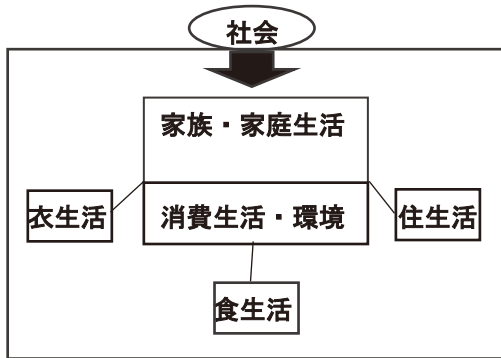 社会
家族・家庭生活
衣生活
消費生活・環境
住生活
食生活